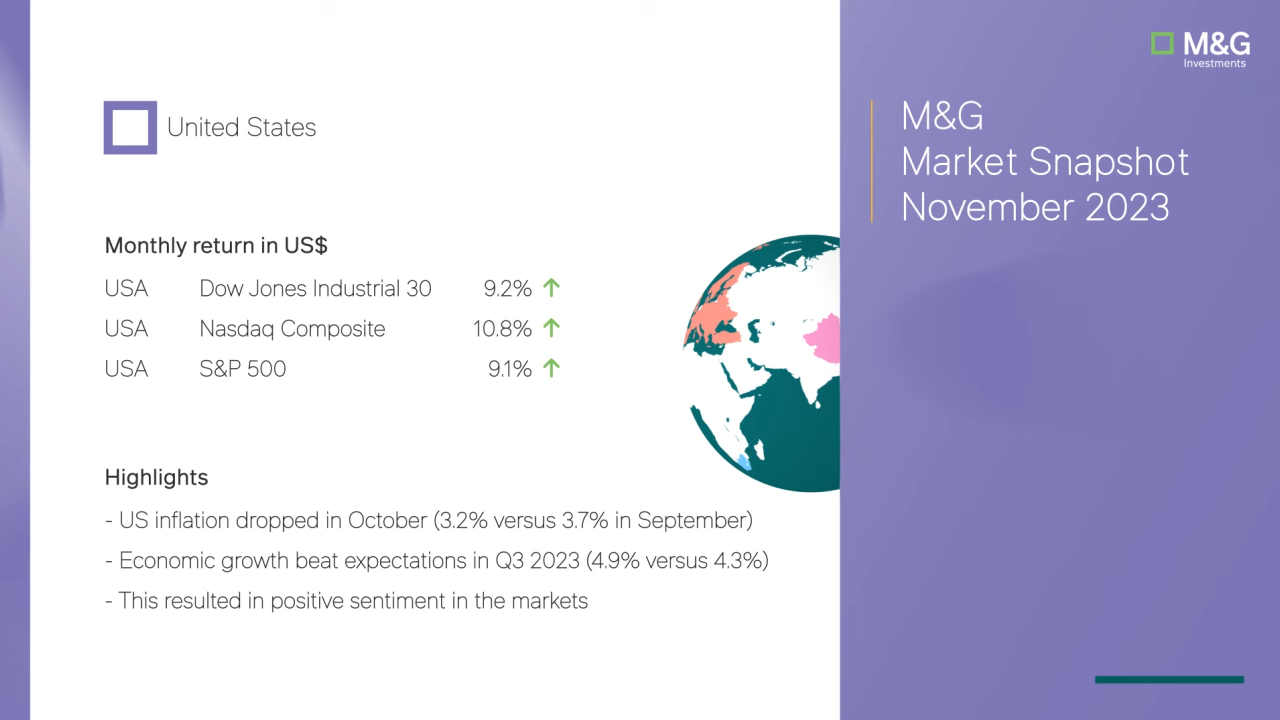 M&G
Investments
United States
M&G
Market Snapshot
November 2023
Monthly return in US$
USA Dow Jones Industrial 30 9.2%
USA Nasdaq Composite 10.8%
USA S&P 500 9.1%
Highlights
- US inflation dropped in October (3.2% versus 3.7% in September)
- Economic growth beat expectations in Q3 2023 (4.9% versus 4.3%)
- This resulted in positive sentiment in the markets